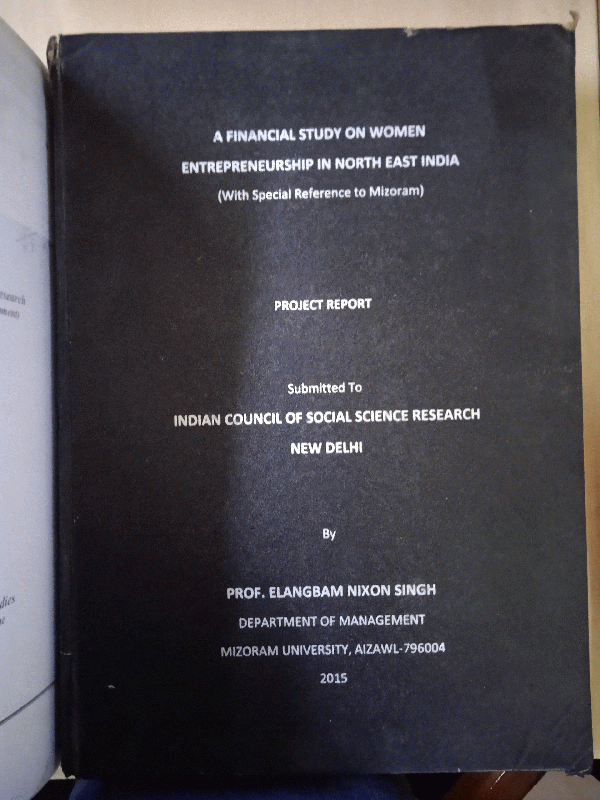 A FINANCIAL STUDY ON WOMEN
ENTREPRENEURSHIP IN NORTH EAST INDIA
(With Special Reference to Mizoram)
PROJECT REPORT
Submitted To
INDIAN COUNCIL OF SOCIAL SCIENCE RESEARCH
NEW DELHI
By
PROF. ELANGBAM NIXON SINGH
DEPARTMENT OF MANAGEMENT
MIZORAM UNIVERSITY, AIZAWL-796004
2015